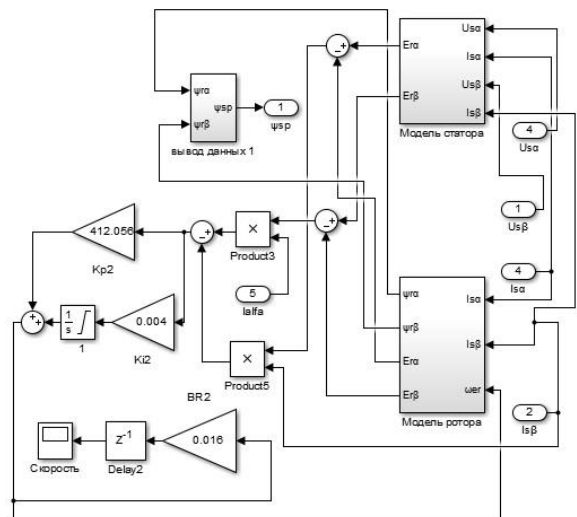 Usα
Isα
Usβ
Isβ
Erα
Erβ
Модель статора
ψrα
ψrβ
ψsp
вывод данных 1
1
ψsp
4
Usα
1
Usβ
4
Isα
2
Isβ
412.056
Kp2
×
Product3
5
Ialfa
1
s
1
0.004
Ki2
×
Product5
BR2
ψrα
ψrβ
Erα
Erβ
Isα
Isβ
ωer
Модель ротора
Скорость
Z-1
Delay2
0.016